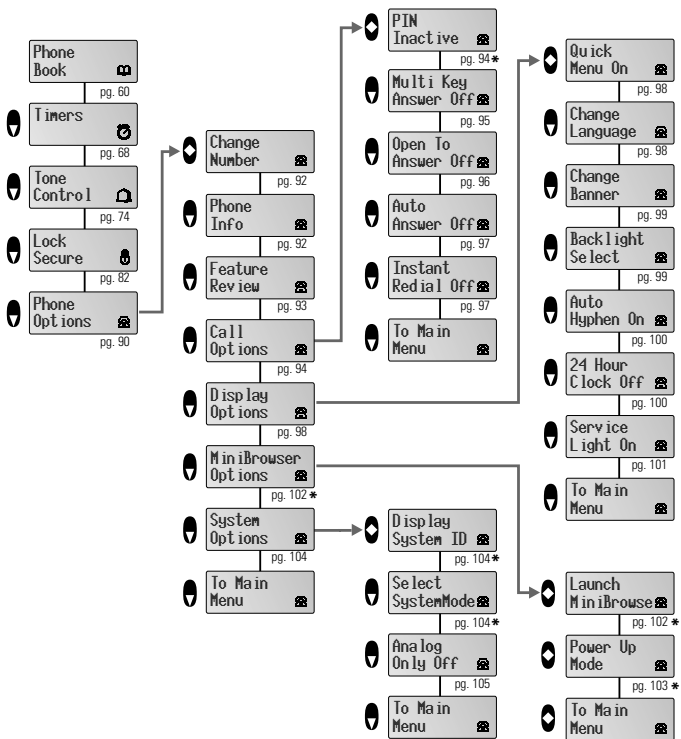 Phone
Book
pg. 60
Timers
pg. 68
Tone
Control
pg. 74
Lock
Secure
pg. 82
Phone
Options
pg. 90
Change
Number
pg. 92
Phone
Info
pg. 92
Feature
Review
pg. 93
Call
Options
pg. 94
Display
Options
pg. 98
MiniBrowser
Options
pg. 102 *
System
Options
pg. 104
To Main
Menu
PIN
Inactive
pg. 94*
Multi Key
Answer Off
pg. 95
Open To
Answer Off
pg. 96
Auto
Answer Off
pg. 97
Instant
Redial Off
pg. 97
To Main
Menu
Display
System ID
pg. 104*
Select
SystemMode
pg. 104*
Analog
Only Off
pg. 105
To Main
Menu
Quick
Menu On
pg. 98
Change
Language
pg. 98
Change
Banner
pg. 99
Backlight
Select
pg. 99
Auto
Hyphen On
pg. 100
24 Hour
Clock Off
pg. 100
Service
Light On
pg. 101
To Main
Menu
Launch
MiniBrowse
pg. 102 *
Power Up
Mode
pg. 103 *
To Main
Menu